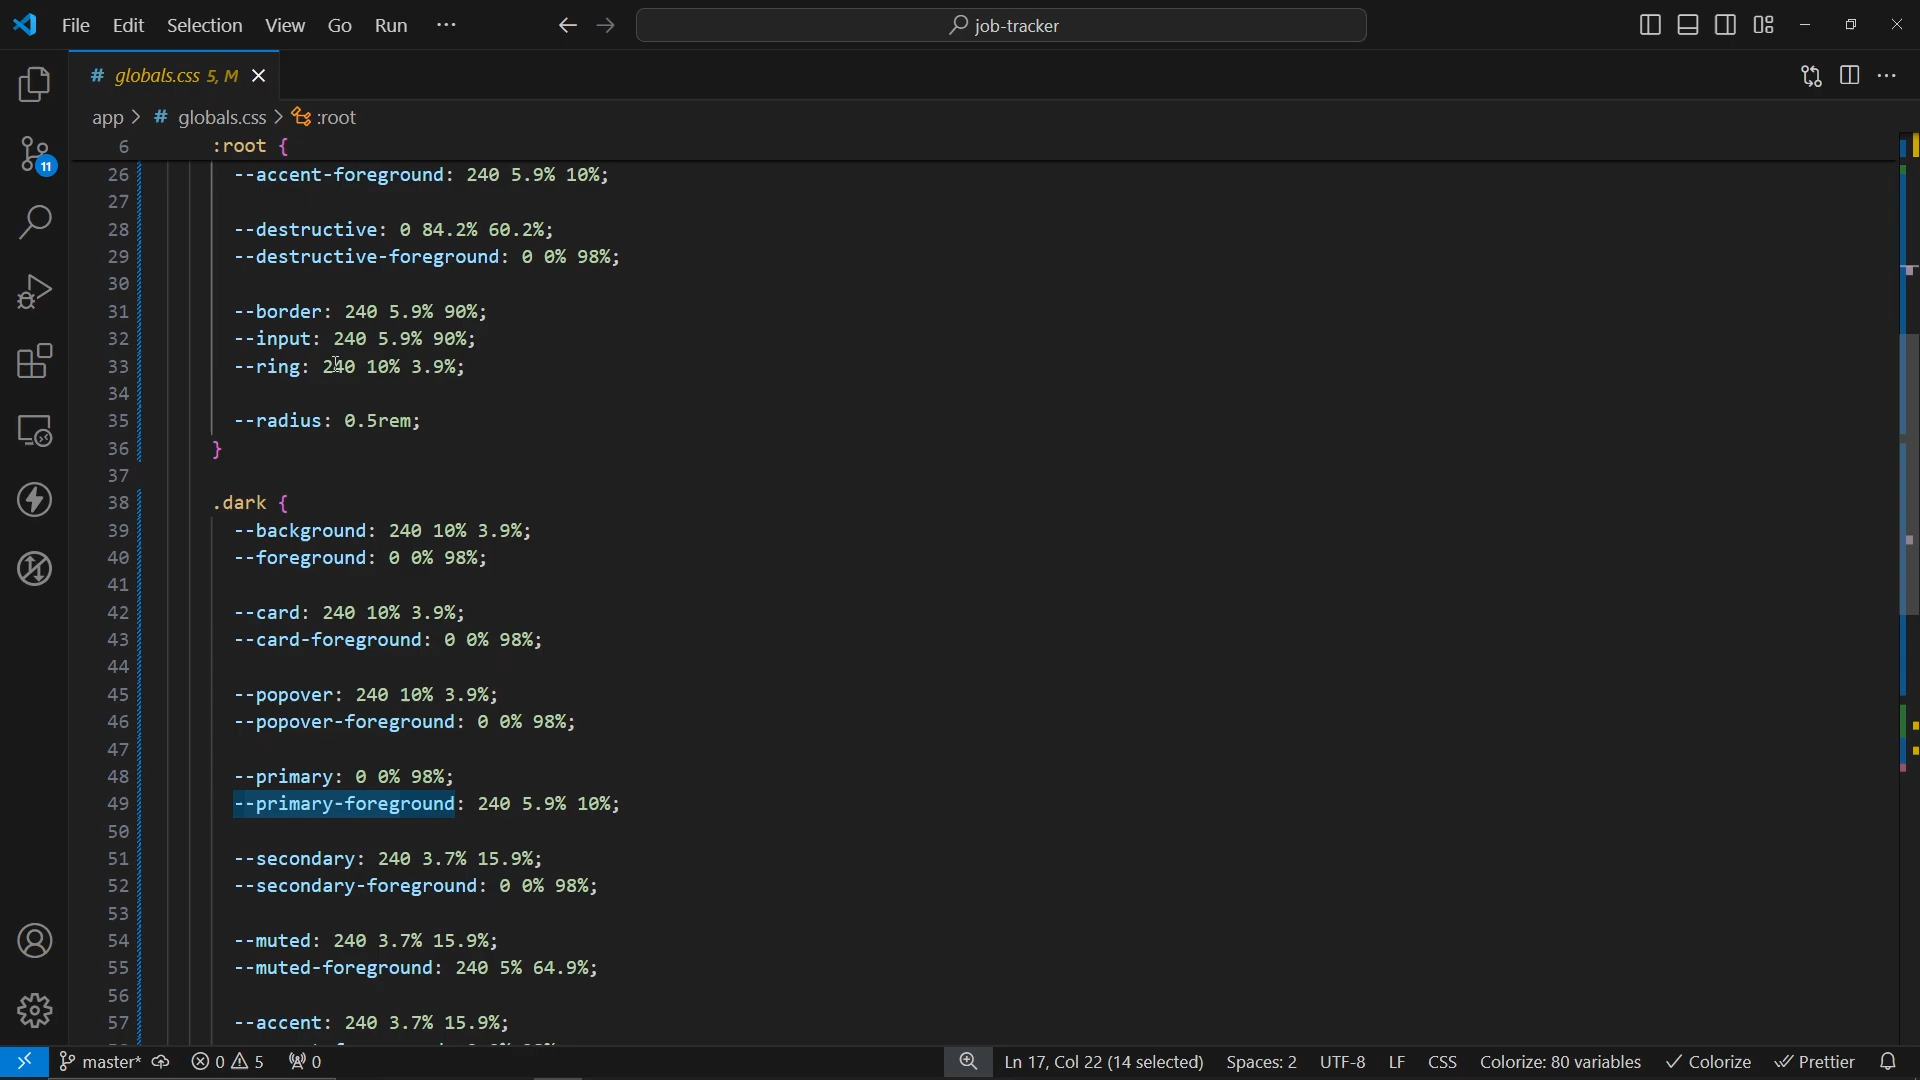 File Edit Selection View Go Run ··· job-tracker
# globals.css 5, M
app > # globals.css > :root
6 :root {
26 --accent-foreground: 240 5.9% 10%;
27
28 --destructive: 0 84.2% 60.2%;
29 --destructive-foreground: 0 0% 98%;
30
31 --border: 240 5.9% 90%;
32 --input: 240 5.9% 90%;
33 --ring: 240 10% 3.9%;
34
35 --radius: 0.5rem;
36 }
37
38 .dark {
39 --background: 240 10% 3.9%;
40 --foreground: 0 0% 98%;
41
42 --card: 240 10% 3.9%;
43 --card-foreground: 0 0% 98%;
44
45 --popover: 240 10% 3.9%;
46 --popover-foreground: 0 0% 98%;
47
48 --primary: 0 0% 98%;
49 --primary-foreground: 240 5.9% 10%;
50
51 --secondary: 240 3.7% 15.9%;
52 --secondary-foreground: 0 0% 98%;
53
54 --muted: 240 3.7% 15.9%;
55 --muted-foreground: 240 5% 64.9%;
56
57 --accent: 240 3.7% 15.9%;
11
master* 0 5 0 Ln 17, Col 22 (14 selected) Spaces: 2 UTF-8 LF CSS Colorize: 80 variables Colorize Prettier